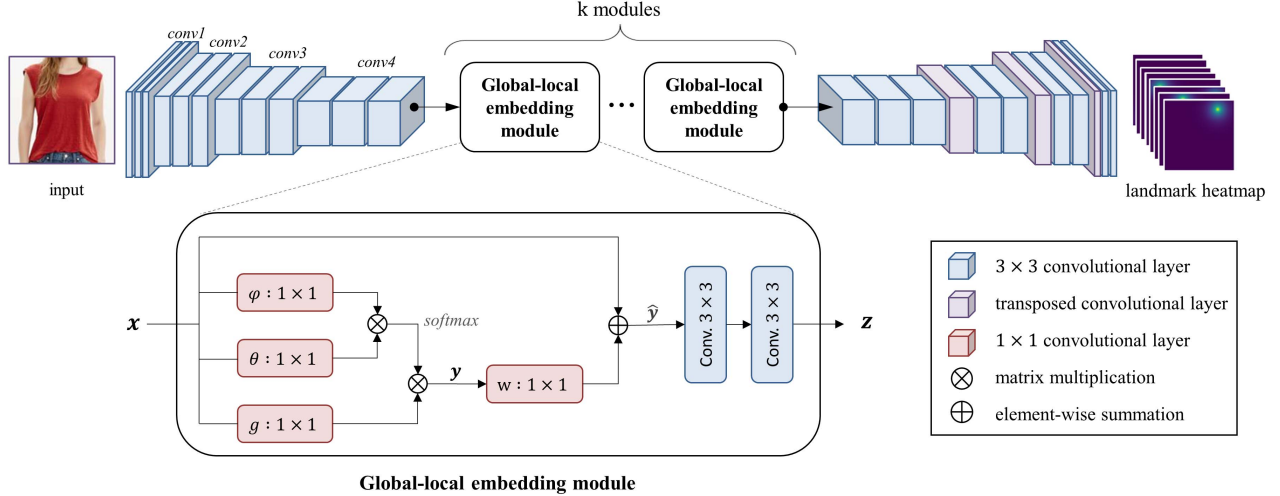 k modules
conv1
conv2
conv3
conv4
Global-local
embedding
module
...
Global-local
embedding
module
input
landmark heatmap
φ : 1 × 1
θ : 1 × 1
g : 1 × 1
x
softmax
y
w : 1 × 1
ŷ
Conv. 3 × 3
Conv. 3 × 3
z
3 × 3 convolutional layer
transposed convolutional layer
1 × 1 convolutional layer
matrix multiplication
element-wise summation
Global-local embedding module